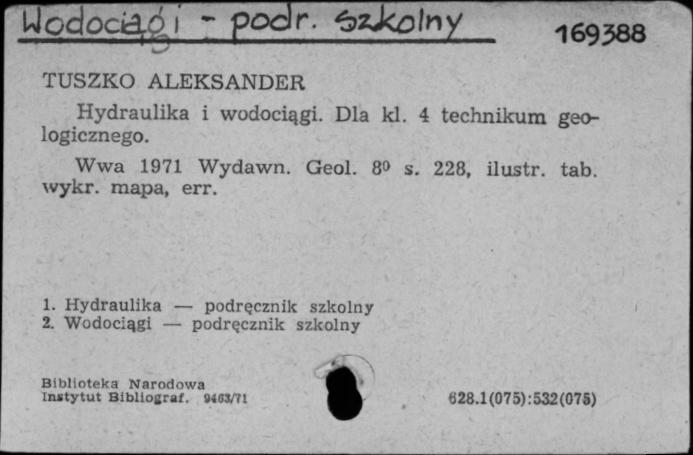 Wodociągi - podr. szkolny
169388
TUSZKO ALEKSANDER
Hydraulika i wodociągi. Dla kl. 4 technikum geo-
logicznego.
Wwa 1971 Wydawn. Geol. 8⁰ s. 228, ilustr. tab.
wykr. mapa, err.
1. Hydraulika — podręcznik szkolny
2. Wodociągi — podręcznik szkolny
Biblioteka Narodowa
Instytut Bibliograf. 9463/71
628.1(075):532(075)